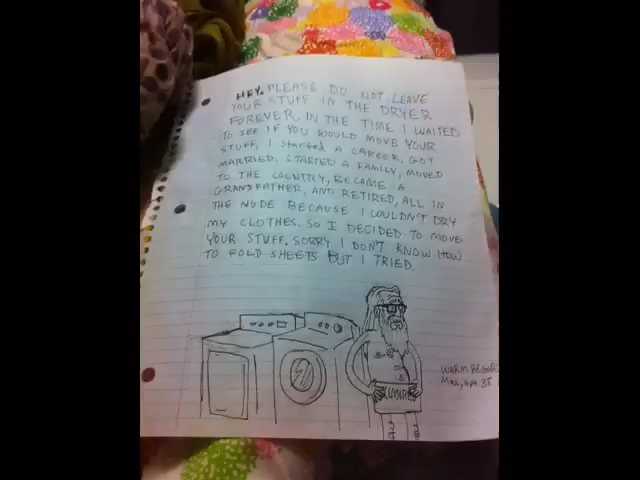 HEY. PLEASE DO NOT LEAVE
YOUR STUFF IN THE DRYER
FOREVER. IN THE TIME I WAITED
TO SEE IF YOU WOULD MOVE YOUR
STUFF, I STARTED A CAREER, GOT
MARRIED, STARTED A FAMILY, MOVED
TO THE COUNTRY, BECAME A
GRANDFATHER, AND RETIRED, ALL IN
THE NUDE BECAUSE I COULDN'T DRY
MY CLOTHES. SO I DECIDED TO MOVE
YOUR STUFF. SORRY I DON'T KNOW HOW
TO FOLD SHEETS BUT I TRIED.
WARM REGARDS
Max, apt. 35